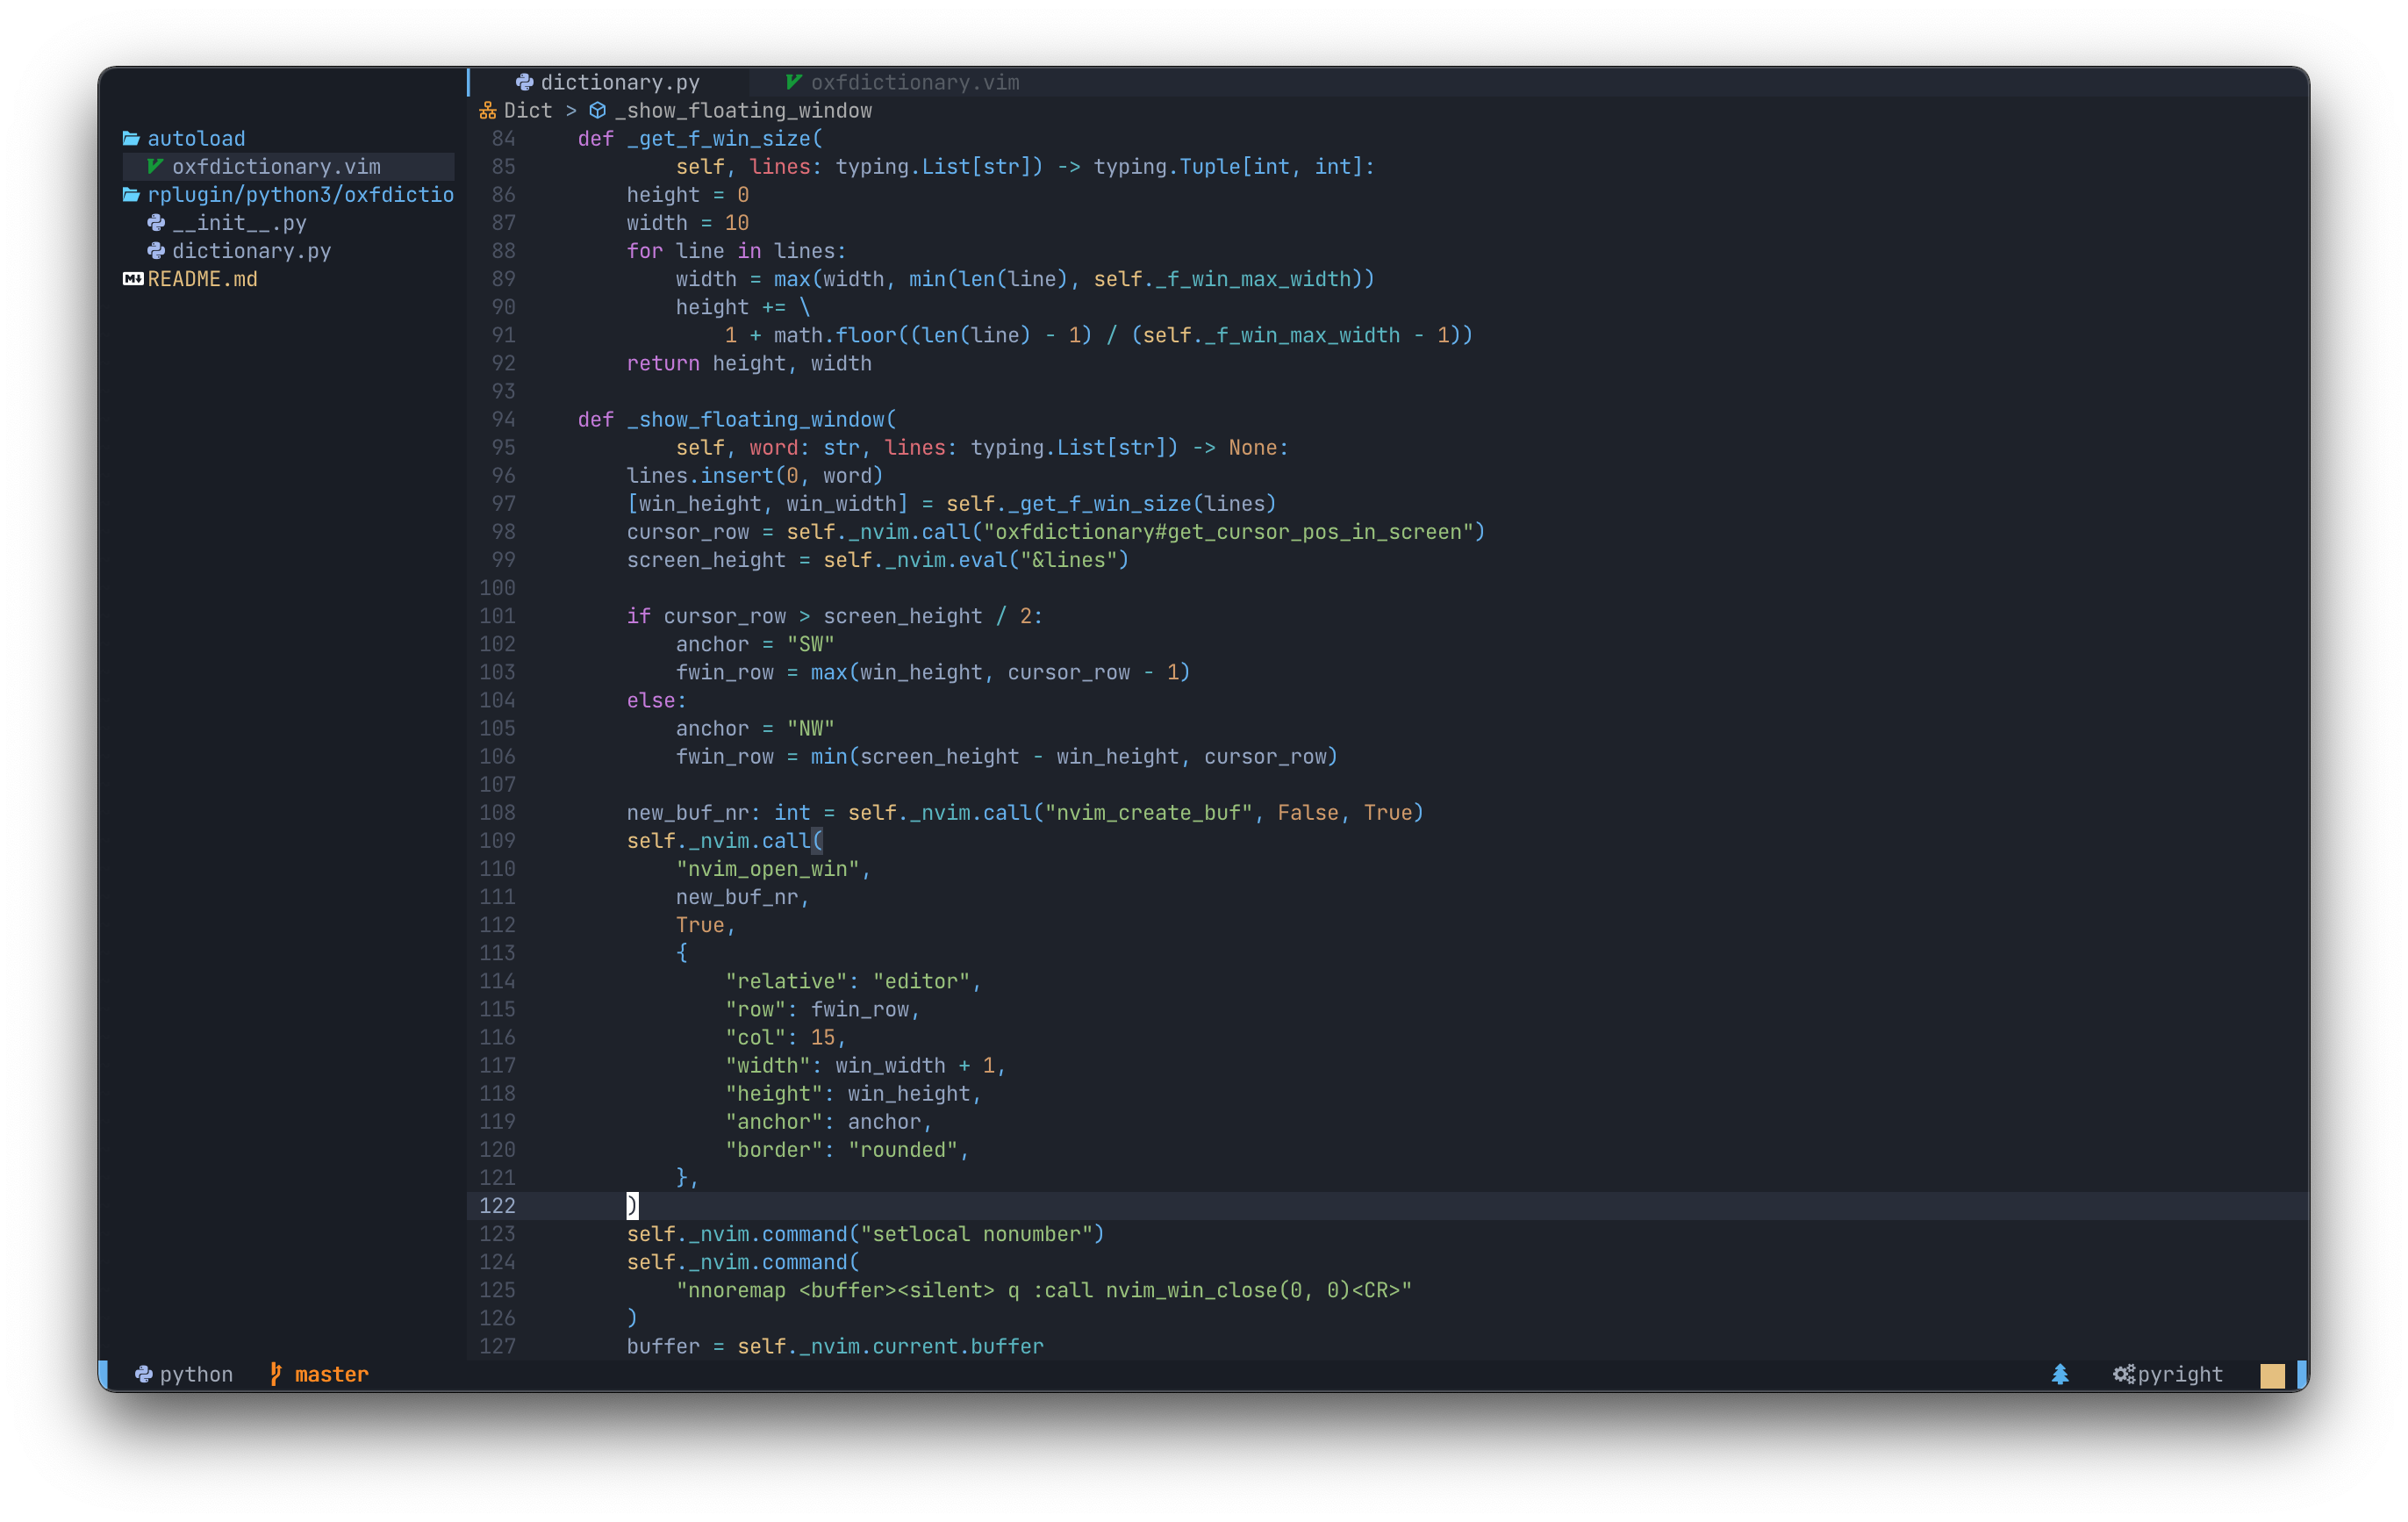 dictionary.py oxfdictionary.vim
Dict > _show_floating_window
autoload
oxfdictionary.vim
rplugin/python3/oxfdictio
__init__.py
dictionary.py
README.md
84     def _get_f_win_size(
85             self, lines: typing.List[str]) -> typing.Tuple[int, int]:
86         height = 0
87         width = 10
88         for line in lines:
89             width = max(width, min(len(line), self._f_win_max_width))
90             height += \
91                 1 + math.floor((len(line) - 1) / (self._f_win_max_width - 1))
92         return height, width
93
94     def _show_floating_window(
95             self, word: str, lines: typing.List[str]) -> None:
96         lines.insert(0, word)
97         [win_height, win_width] = self._get_f_win_size(lines)
98         cursor_row = self._nvim.call("oxfdictionary#get_cursor_pos_in_screen")
99         screen_height = self._nvim.eval("&lines")
100
101         if cursor_row > screen_height / 2:
102             anchor = "SW"
103             fwin_row = max(win_height, cursor_row - 1)
104         else:
105             anchor = "NW"
106             fwin_row = min(screen_height - win_height, cursor_row)
107
108         new_buf_nr: int = self._nvim.call("nvim_create_buf", False, True)
109         self._nvim.call(
110             "nvim_open_win",
111             new_buf_nr,
112             True,
113             {
114                 "relative": "editor",
115                 "row": fwin_row,
116                 "col": 15,
117                 "width": win_width + 1,
118                 "height": win_height,
119                 "anchor": anchor,
120                 "border": "rounded",
121             },
122         )
123         self._nvim.command("setlocal nonumber")
124         self._nvim.command(
125             "nnoremap <buffer><silent> q :call nvim_win_close(0, 0)<CR>"
126         )
127         buffer = self._nvim.current.buffer
python master pyright